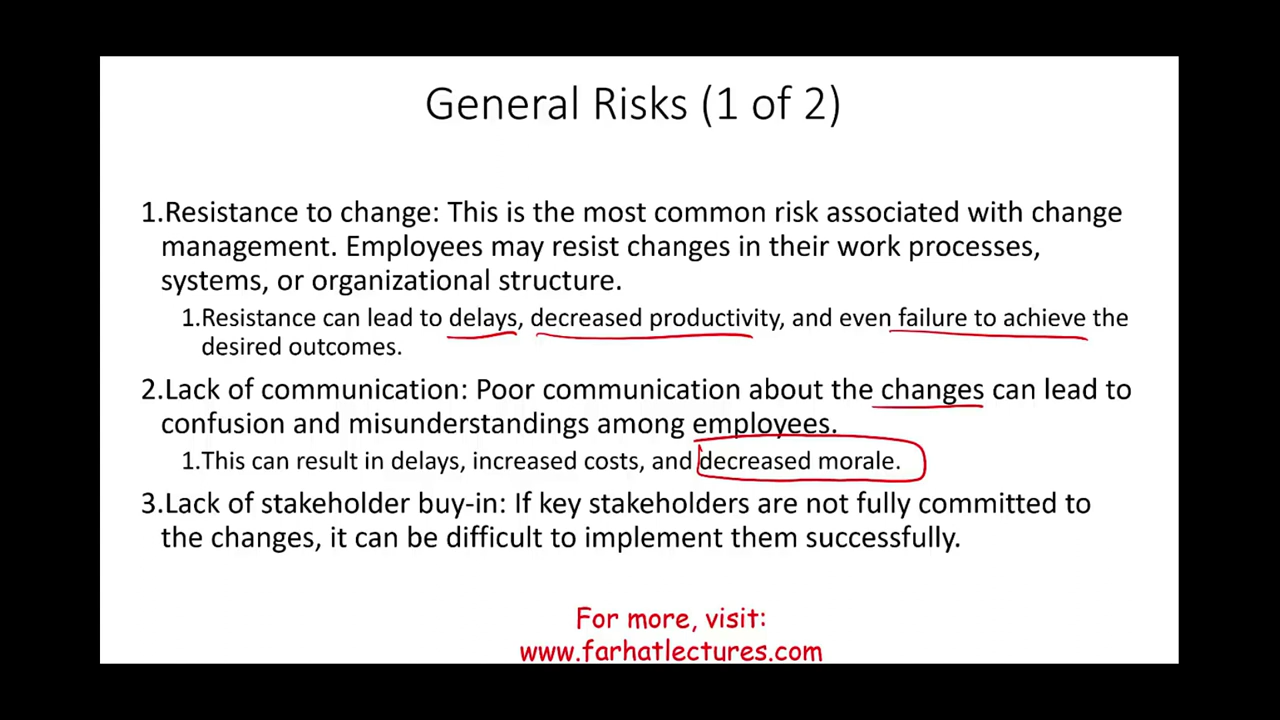 General Risks (1 of 2)
1.Resistance to change: This is the most common risk associated with change
management. Employees may resist changes in their work processes,
systems, or organizational structure.
1.Resistance can lead to delays, decreased productivity, and even failure to achieve the
desired outcomes.
2.Lack of communication: Poor communication about the changes can lead to
confusion and misunderstandings among employees.
1.This can result in delays, increased costs, and decreased morale.
3.Lack of stakeholder buy-in: If key stakeholders are not fully committed to
the changes, it can be difficult to implement them successfully.
For more, visit:
www.farhatlectures.com